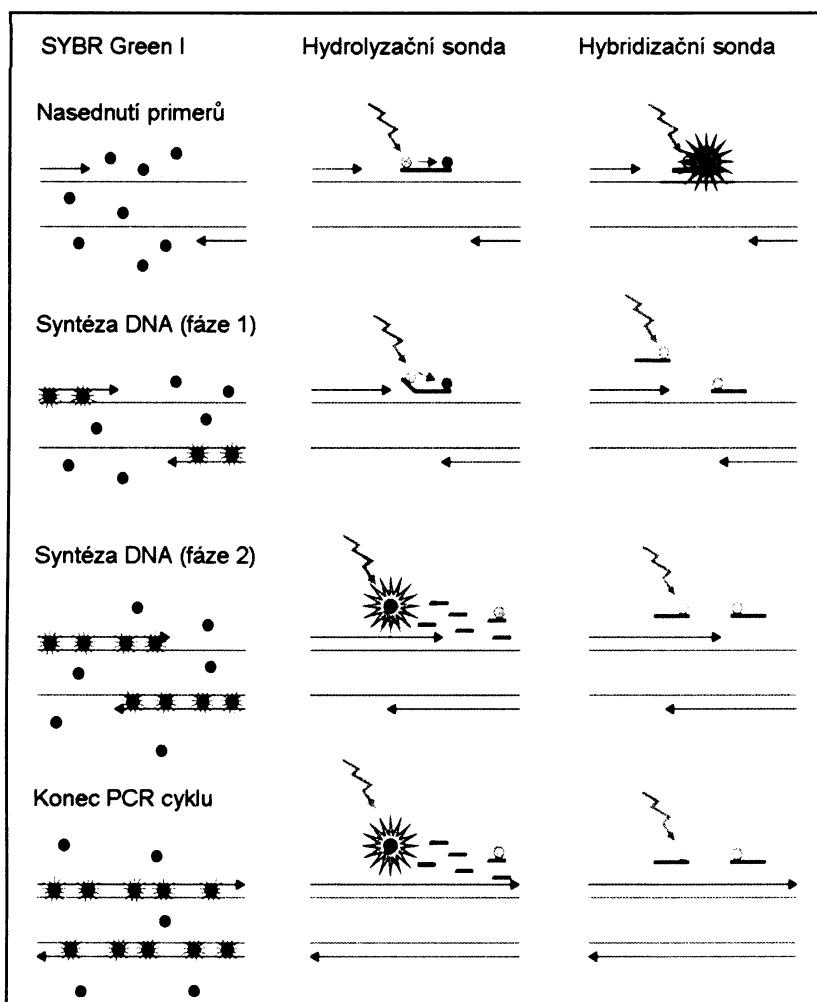 SYBR Green I
Hydrolyzační sonda
Hybridizační sonda
Nasednutí primerů
Syntéza DNA (fáze 1)
Syntéza DNA (fáze 2)
Konec PCR cyklu